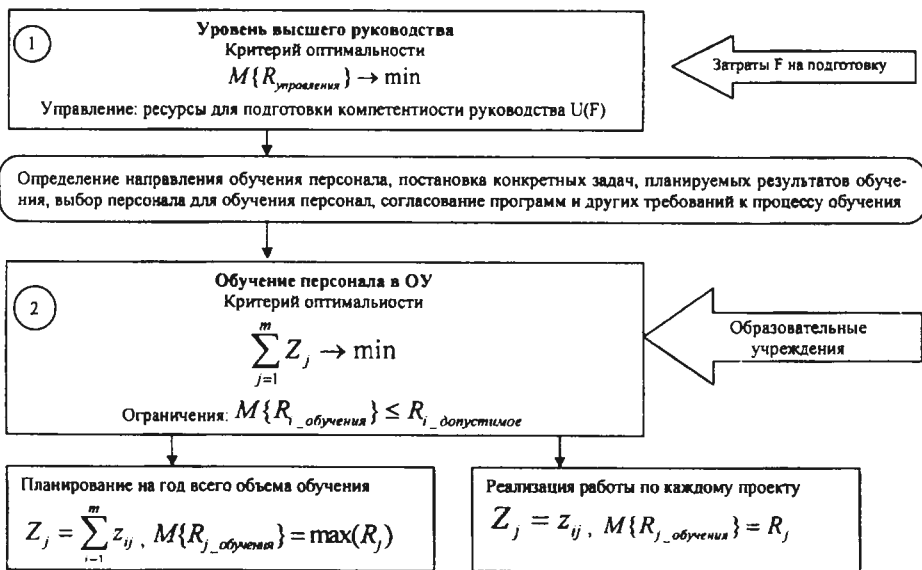 1
Уровень высшего руководства
Критерий оптимальности
M{R_управления} → min
Управление: ресурсы для подготовки компетентности руководства U(F)
Затраты F на подготовку
Определение направления обучения персонала, постановка конкретных задач, планируемых результатов обуче-
ния, выбор персонала для обучения персонал, согласование программ и других требований к процессу обучения
2
Обучение персонала в ОУ
Критерий оптимальности
m
∑ Z_j → min
j=1
Ограничения: M{R_i_обучения} ≤ R_i_допустимое
Образовательные
учреждения
Планирование на год всего объема обучения
m
Z_j = ∑ z_ij , M{R_j_обучения} = max(R_j)
i=1
Реализация работы по каждому проекту
Z_j = z_ij , M{R_j_обучения} = R_j